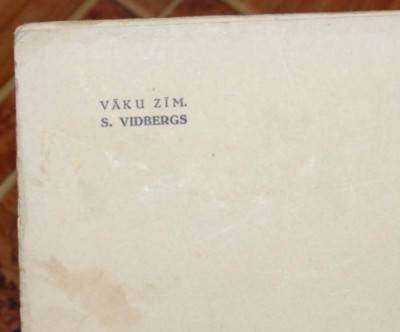 VĀKU ZĪM.
S. VIDBERGS